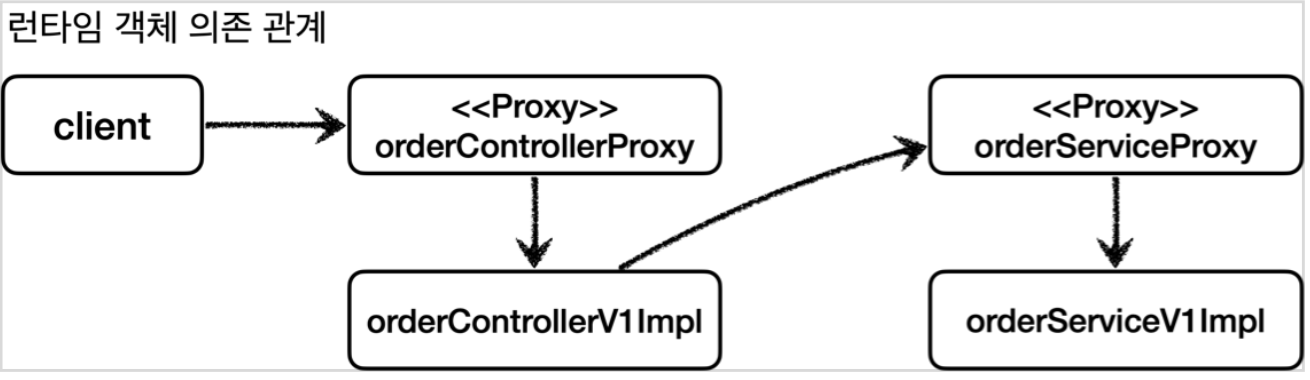 런타임 객체 의존 관계
client
<<Proxy>>
orderControllerProxy
<<Proxy>>
orderServiceProxy
orderControllerV1Impl
orderServiceV1Impl